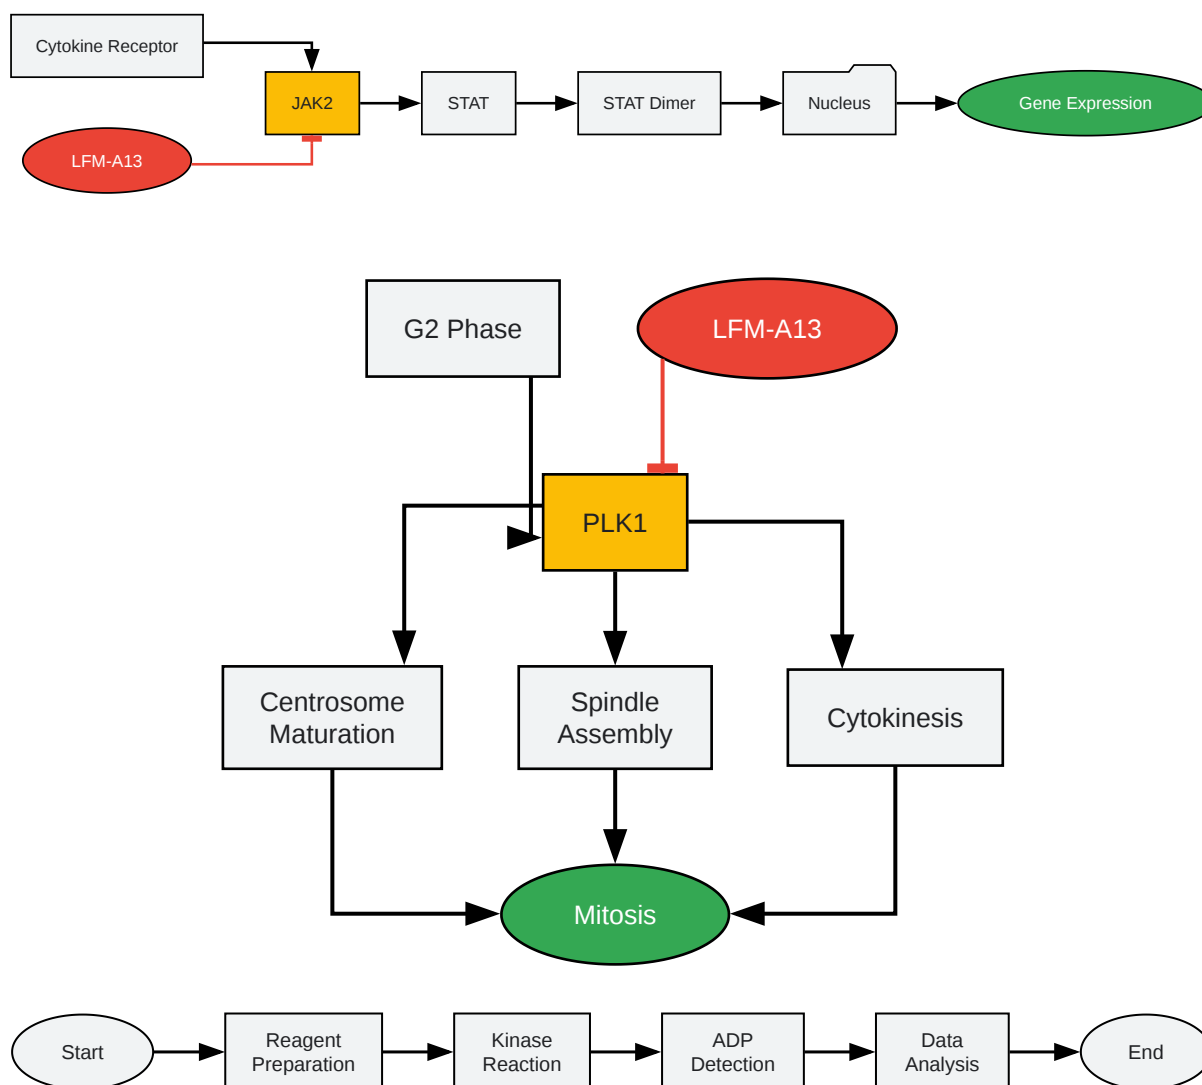 Cytokine Receptor
JAK2
STAT
STAT Dimer
Nucleus
Gene Expression
LFM-A13
G2 Phase
LFM-A13
PLK1
Centrosome
Maturation
Spindle
Assembly
Cytokinesis
Mitosis
Start
Reagent
Preparation
Kinase
Reaction
ADP
Detection
Data
Analysis
End